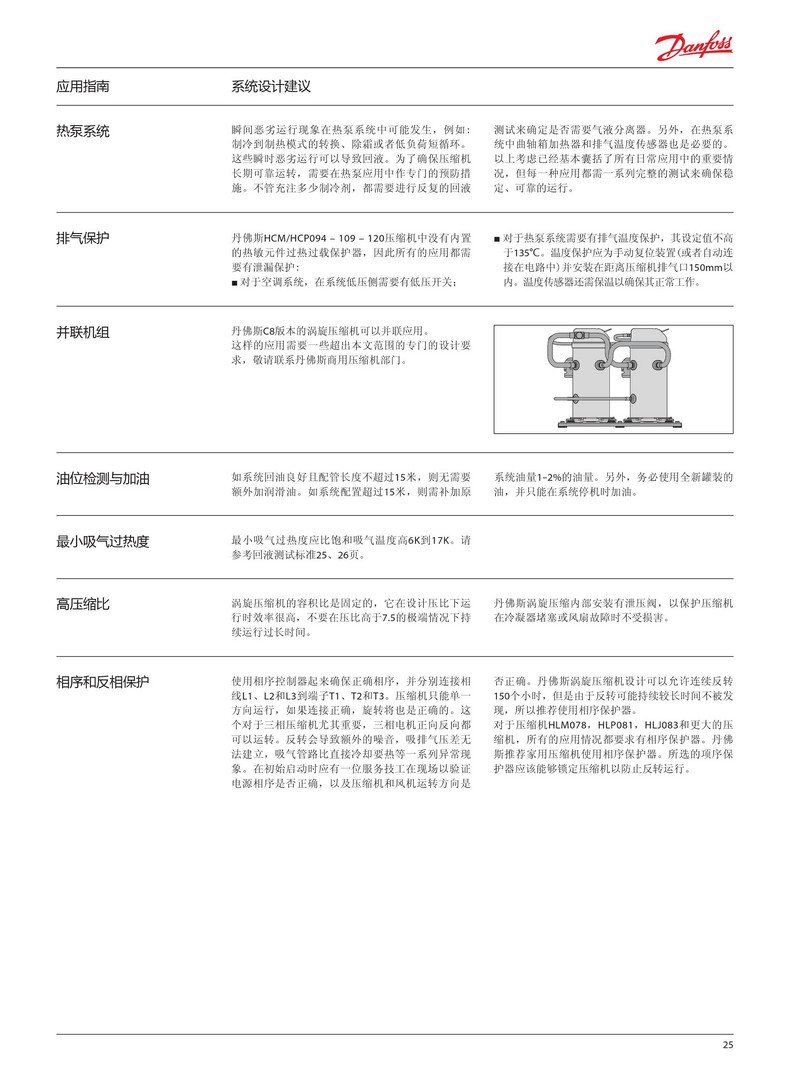 Danfoss
应用指南
系统设计建议
热泵系统
瞬间恶劣运行现象在热泵系统中可能发生，例如：
制冷到制热模式的转换、除霜或者低负荷短循环。
这些瞬时恶劣运行可以导致回液。为了确保压缩机
长期可靠运转，需要在热泵应用中作专门的预防措
施。不管充注多少制冷剂，都需要进行反复的回液
测试来确定是否需要气液分离器。另外，在热泵系
统中曲轴箱加热器和排气温度传感器也是必要的。
以上考虑已经基本囊括了所有日常应用中的重要情
况，但每一种应用都需一系列完整的测试来确保稳
定、可靠的运行。
排气保护
丹佛斯HCM/HCP094 – 109 – 120压缩机中没有内置
的热敏元件过热过载保护器，因此所有的应用都需
要有泄漏保护：
■ 对于空调系统，在系统低压侧需要有低压开关；
■ 对于热泵系统需要有排气温度保护，其设定值不高
于135℃。温度保护应为手动复位装置（或者自动连
接在电路中）并安装在距离压缩机排气口150mm以
内。温度传感器还需保温以确保其正常工作。
并联机组
丹佛斯C8版本的涡旋压缩机可以并联应用。
这样的应用需要一些超出本文范围的专门的设计要
求，敬请联系丹佛斯商用压缩机部门。
油位检测与加油
如系统回油良好且配管长度不超过15米，则无需要
额外加润滑油。如系统配置超过15米，则需补加原
系统油量1–2%的油量。另外，务必使用全新罐装的
油，并只能在系统停机时加油。
最小吸气过热度
最小吸气过热度应比饱和吸气温度高6K到17K。请
参考回液测试标准25、26页。
高压缩比
涡旋压缩机的容积比是固定的，它在设计压比下运
行时效率很高，不要在压比高于7.5的极端情况下持
续运行过长时间。
丹佛斯涡旋压缩内部安装有泄压阀，以保护压缩机
在冷凝器堵塞或风扇故障时不受损害。
相序和反相保护
使用相序控制器起来确保正确相序，并分别连接相
线L1、L2和L3到端子T1、T2和T3。压缩机只能单一
方向运行，如果连接正确，旋转将也是正确的。这
个对于三相压缩机尤其重要，三相电机正向反向都
可以运转。反转会导致额外的噪音，吸排气压差无
法建立，吸气管路比直接冷却要热等一系列异常现
象。在初始启动时应有一位服务技工在现场以验证
电源相序是否正确，以及压缩机和风机运转方向是
否正确。丹佛斯涡旋压缩机设计可以允许连续反转
150个小时，但是由于反转可能持续较长时间不被发
现，所以推荐使用相序保护器。
对于压缩机HLM078，HLP081，HLJ083和更大的压
缩机，所有的应用情况都要求有相序保护器。丹佛
斯推荐家用压缩机使用相序保护器。所选的项序保
护器应该能够锁定压缩机以防止反转运行。
25